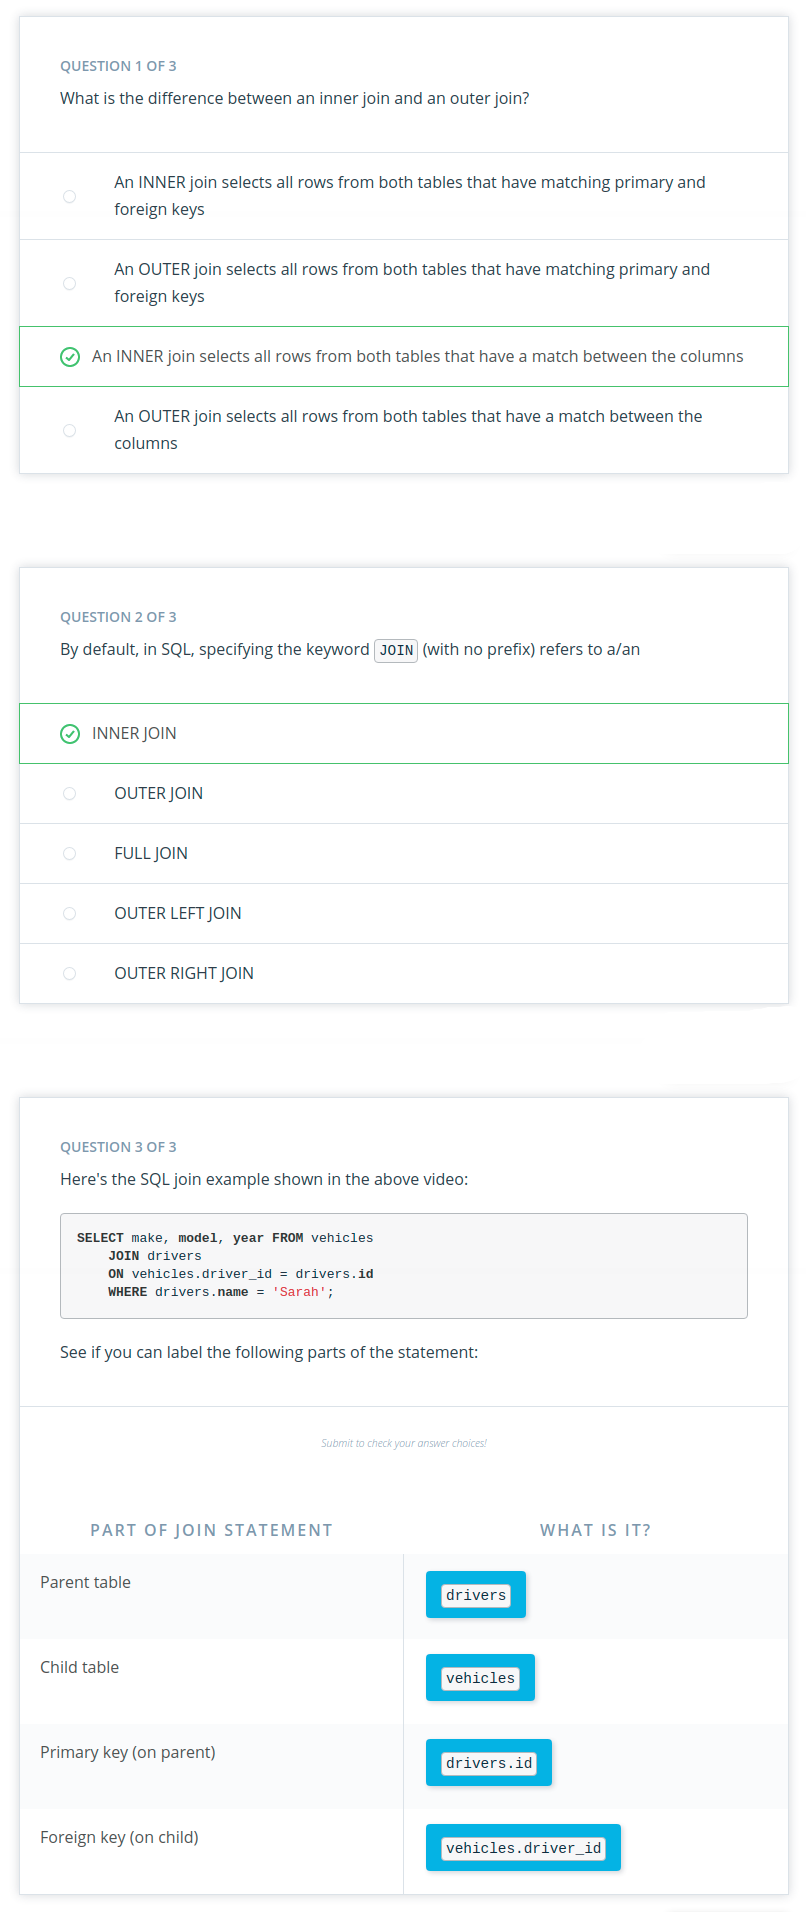 QUESTION 1 OF 3
What is the difference between an inner join and an outer join?
An INNER join selects all rows from both tables that have matching primary and
foreign keys
An OUTER join selects all rows from both tables that have matching primary and
foreign keys
An INNER join selects all rows from both tables that have a match between the columns
An OUTER join selects all rows from both tables that have a match between the
columns
QUESTION 2 OF 3
By default, in SQL, specifying the keyword JOIN (with no prefix) refers to a/an
INNER JOIN
OUTER JOIN
FULL JOIN
OUTER LEFT JOIN
OUTER RIGHT JOIN
QUESTION 3 OF 3
Here's the SQL join example shown in the above video:
SELECT make, model, year FROM vehicles
JOIN drivers
ON vehicles.driver_id = drivers.id
WHERE drivers.name = 'Sarah';
See if you can label the following parts of the statement:
Submit to check your answer choices!
PART OF JOIN STATEMENT WHAT IS IT?
Parent table drivers
Child table vehicles
Primary key (on parent) drivers.id
Foreign key (on child) vehicles.driver_id